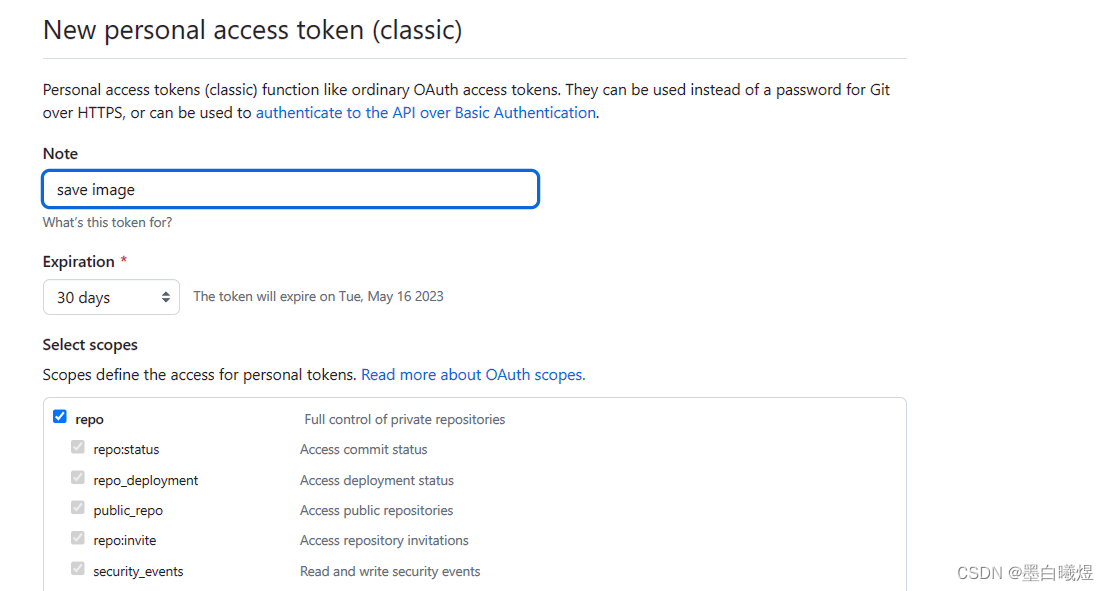 New personal access token (classic)
Personal access tokens (classic) function like ordinary OAuth access tokens. They can be used instead of a password for Git
over HTTPS, or can be used to authenticate to the API over Basic Authentication.
Note
save image
What's this token for?
Expiration *
30 days The token will expire on Tue, May 16 2023
Select scopes
Scopes define the access for personal tokens. Read more about OAuth scopes.
repo Full control of private repositories
repo:status Access commit status
repo_deployment Access deployment status
public_repo Access public repositories
repo:invite Access repository invitations
security_events Read and write security events
CSDN @墨白曦煜